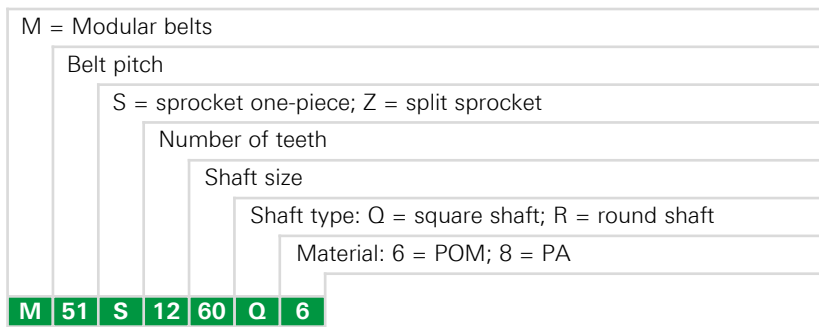 M = Modular belts
Belt pitch
S = sprocket one-piece; Z = split sprocket
Number of teeth
Shaft size
Shaft type: Q = square shaft; R = round shaft
Material: 6 = POM; 8 = PA
M 51 S 12 60 Q 6